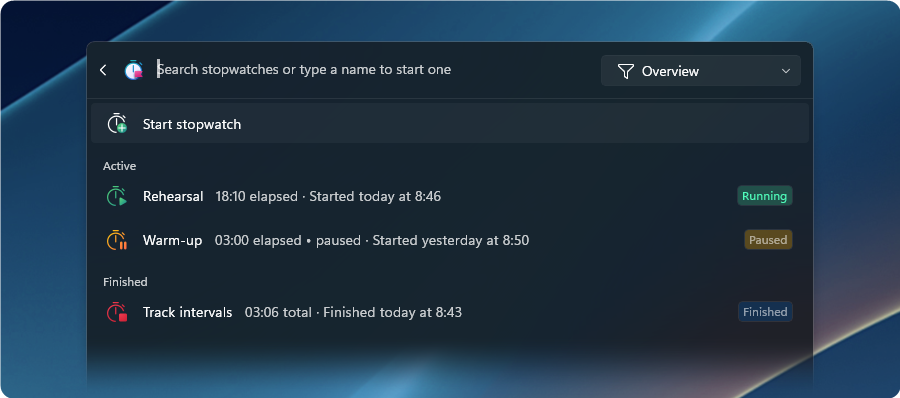 Search stopwatches or type a name to start one
Overview
Start stopwatch
Active
Rehearsal 18:10 elapsed · Started today at 8:46 Running
Warm-up 03:00 elapsed • paused · Started yesterday at 8:50 Paused
Finished
Track intervals 03:06 total · Finished today at 8:43 Finished